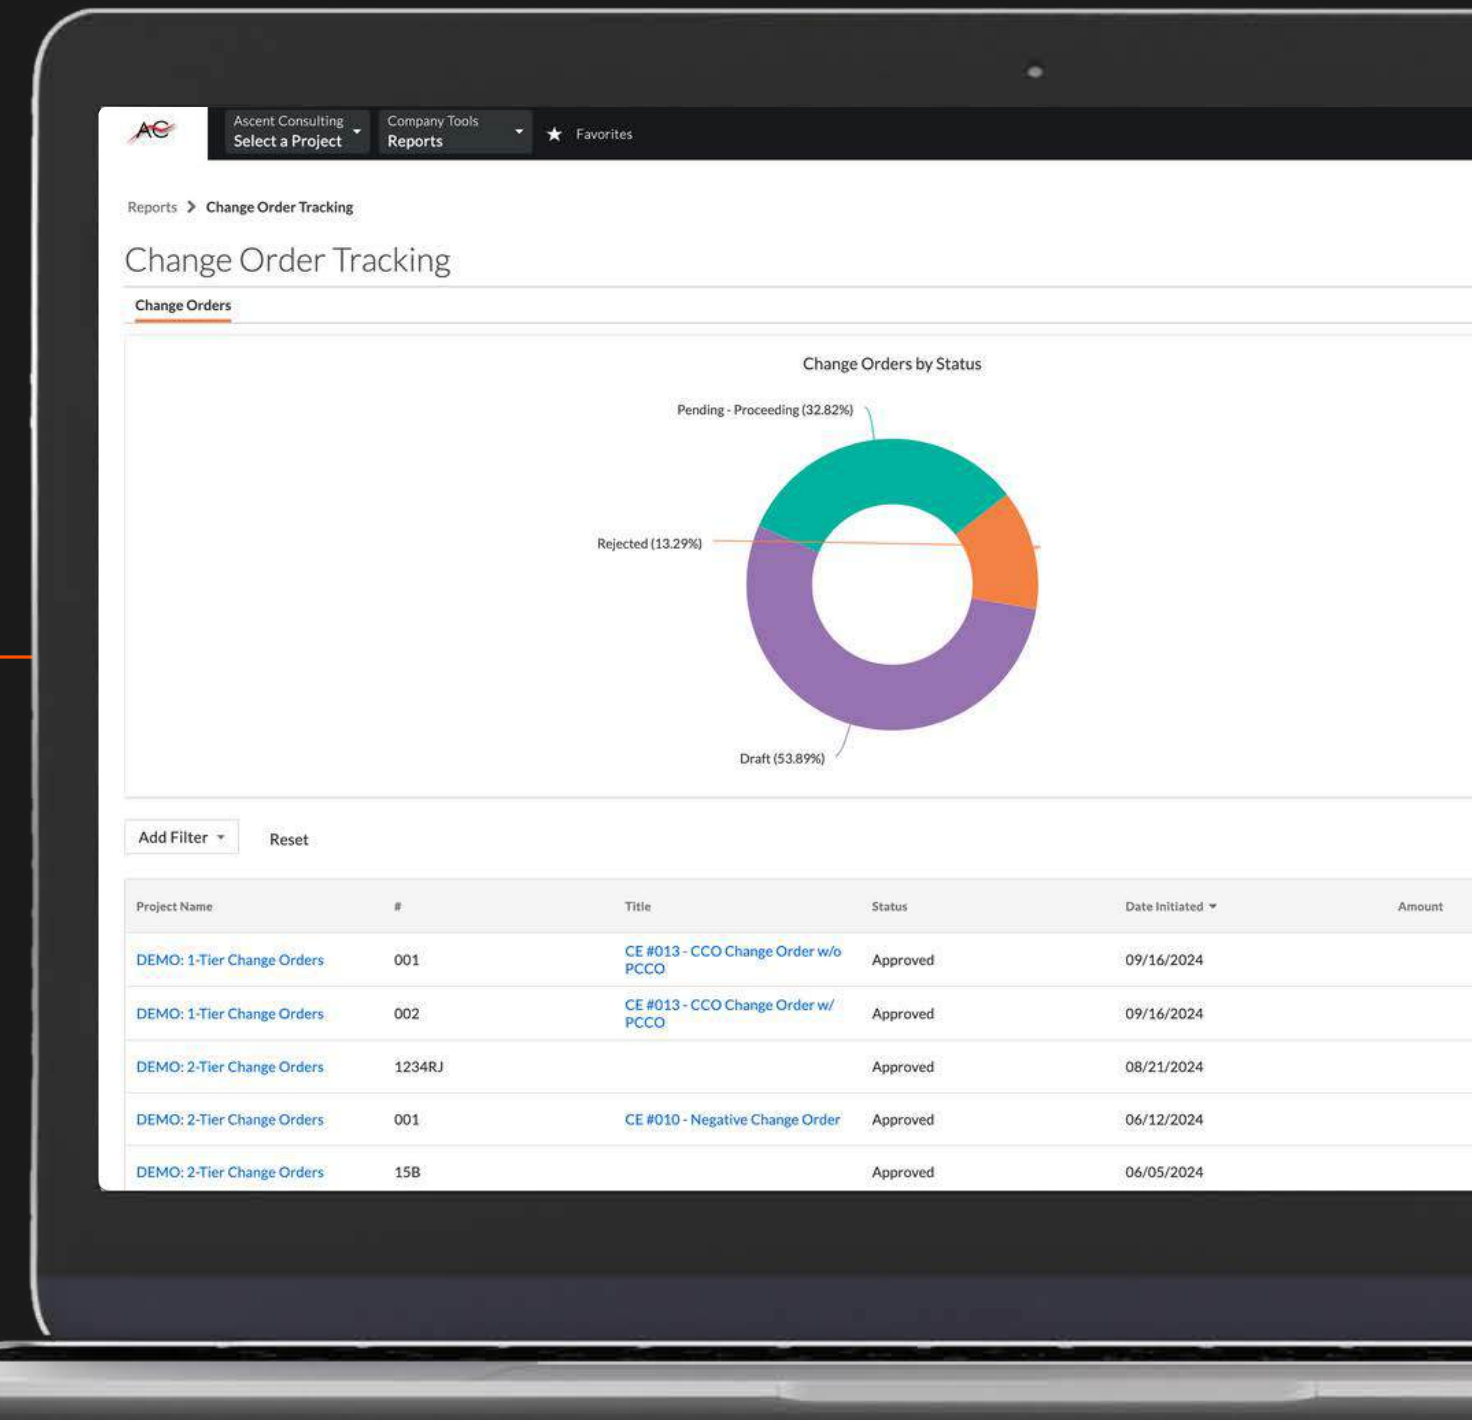 AC
Ascent Consulting
Select a Project
Company Tools
Reports
Favorites
Reports > Change Order Tracking
Change Order Tracking
Change Orders
Change Orders by Status
Pending - Proceeding (32.82%)
Rejected (13.29%)
Draft (53.89%)
Add Filter Reset
Project Name # Title Status Date Initiated Amount
DEMO: 1-Tier Change Orders 001 CE #013 - CCO Change Order w/o
PCCO Approved 09/16/2024
DEMO: 1-Tier Change Orders 002 CE #013 - CCO Change Order w/
PCCO Approved 09/16/2024
DEMO: 2-Tier Change Orders 1234RJ Approved 08/21/2024
DEMO: 2-Tier Change Orders 001 CE #010 - Negative Change Order Approved 06/12/2024
DEMO: 2-Tier Change Orders 15B Approved 06/05/2024